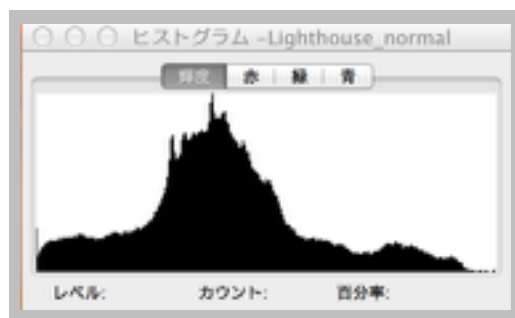 ヒストグラム -Lighthouse_normal
輝度 赤 緑 青
レベル: カウント: 百分率: